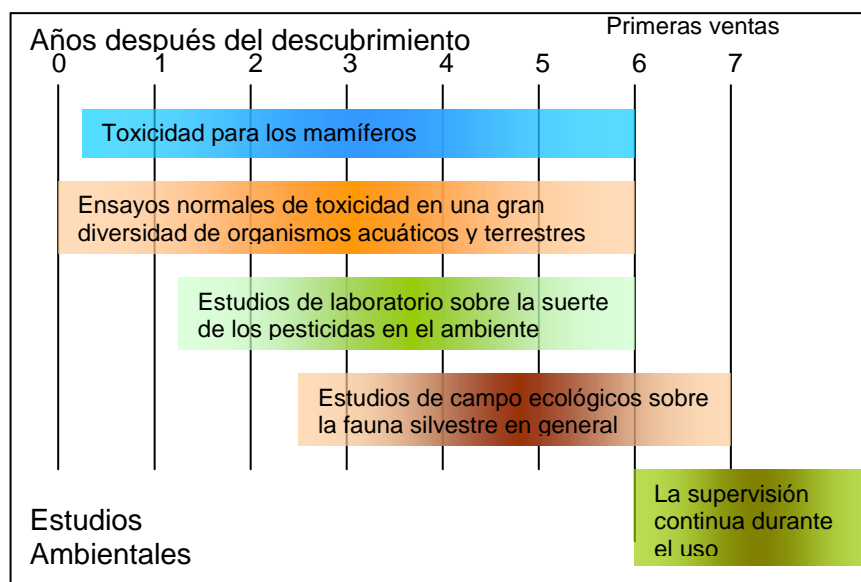 Primeras ventas
Años después del descubrimiento
0 1 2 3 4 5 6 7
Toxicidad para los mamíferos
Ensayos normales de toxicidad en una gran
diversidad de organismos acuáticos y terrestres
Estudios de laboratorio sobre la suerte
de los pesticidas en el ambiente
Estudios de campo ecológicos sobre
la fauna silvestre en general
La supervisión
continua durante
el uso
Estudios
Ambientales